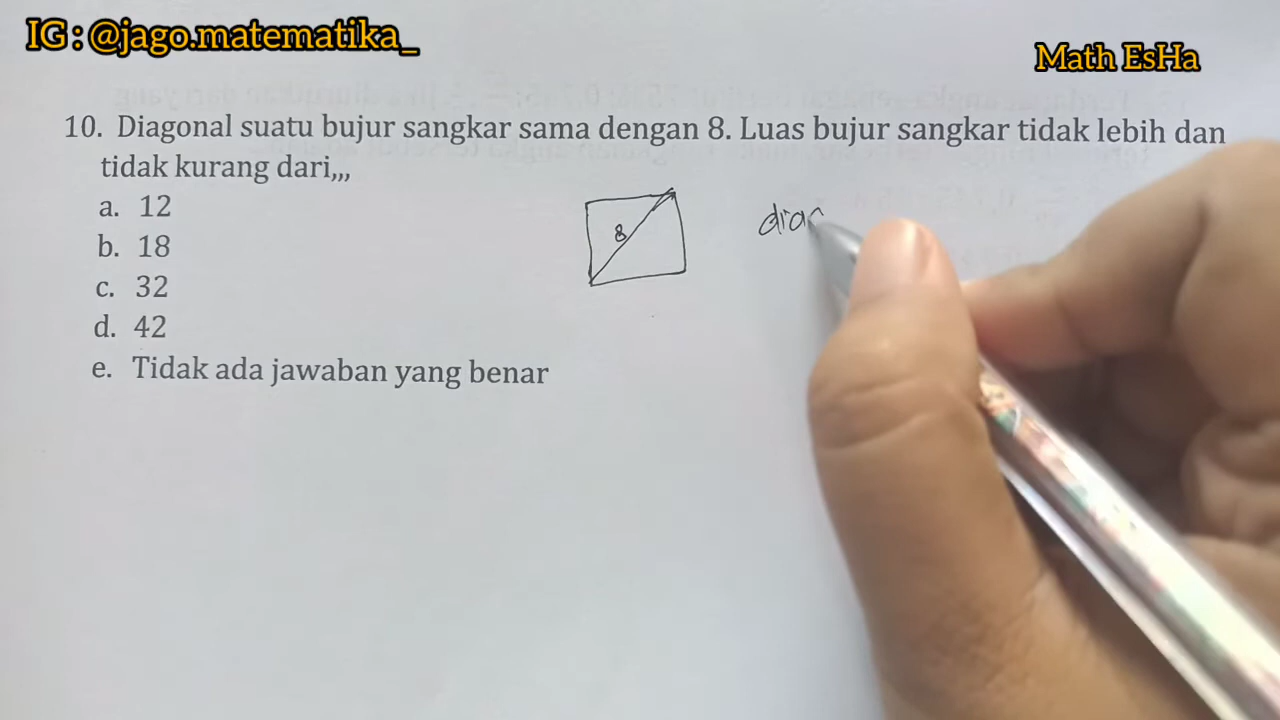 IG : @jago.matematika_
Math EsHa
10. Diagonal suatu bujur sangkar sama dengan 8. Luas bujur sangkar tidak lebih dan
tidak kurang dari,,,
a. 12
b. 18
c. 32
d. 42
e. Tidak ada jawaban yang benar
8